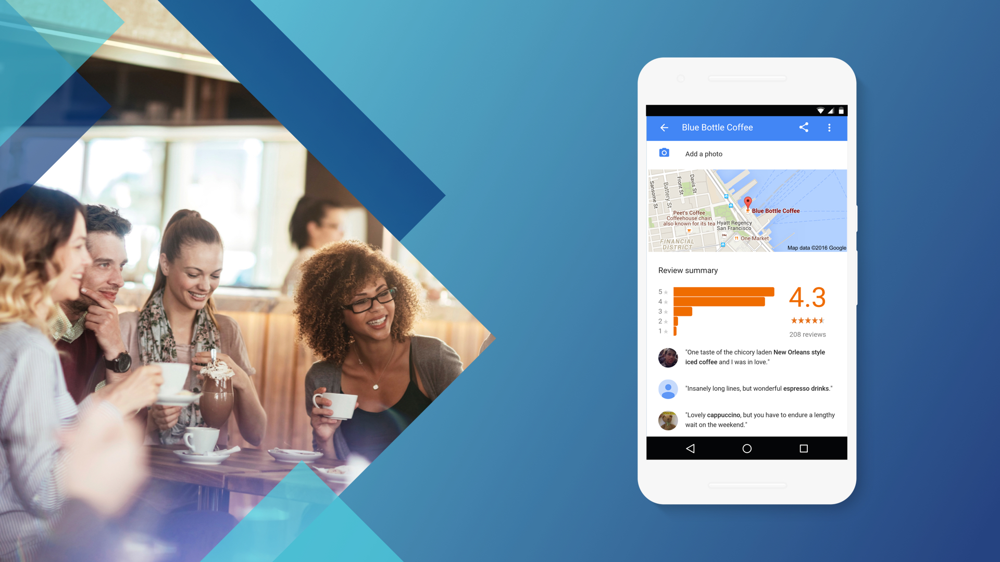 Blue Bottle Coffee
Add a photo
Sansome St
Battery St
Front St
Davis St
Blue Bottle Coffee
Peet's Coffee
Coffeehouse chain
also known for its tea
Hyatt Regency
San Francisco
One Market
FINANCIAL
DISTRICT
Map data ©2016 Google
Review summary
5
4
3
2
1
4.3
208 reviews
"One taste of the chicory laden New Orleans style
iced coffee and I was in love."
"Insanely long lines, but wonderful espresso drinks."
"Lovely cappuccino, but you have to endure a lengthy
wait on the weekend."